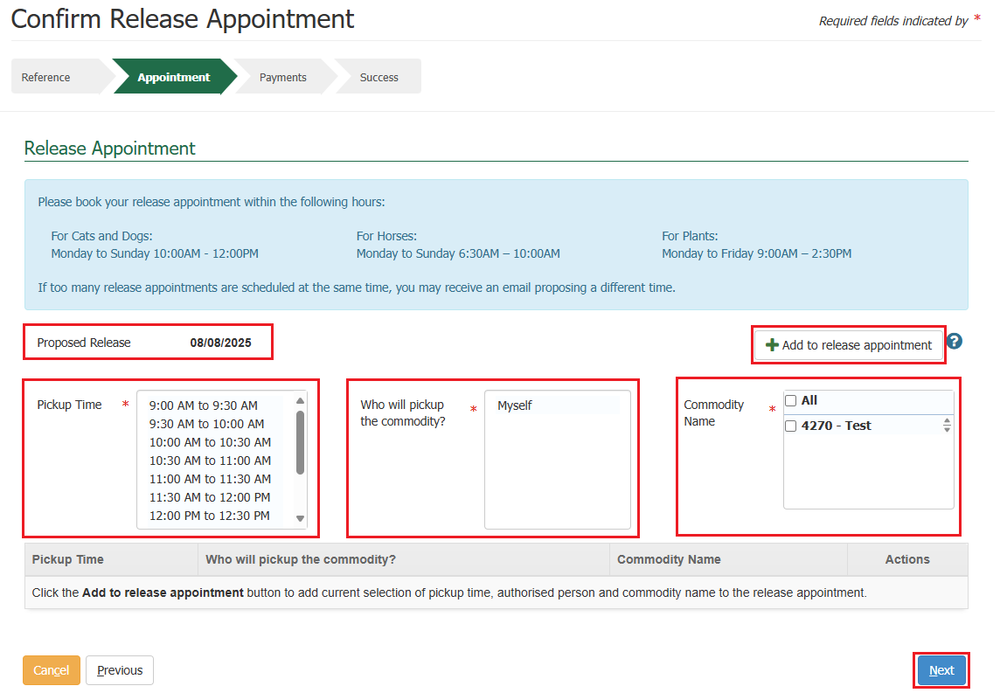 Confirm Release Appointment
Required fields indicated by *
Reference
Appointment
Payments
Success
Release Appointment
Please book your release appointment within the following hours:
For Cats and Dogs:
Monday to Sunday 10:00AM - 12:00PM
For Horses:
Monday to Sunday 6:30AM – 10:00AM
For Plants:
Monday to Friday 9:00AM – 2:30PM
If too many release appointments are scheduled at the same time, you may receive an email proposing a different time.
Proposed Release 08/08/2025
Add to release appointment ?
Pickup Time *
9:00 AM to 9:30 AM
9:30 AM to 10:00 AM
10:00 AM to 10:30 AM
10:30 AM to 11:00 AM
11:00 AM to 11:30 AM
11:30 AM to 12:00 PM
12:00 PM to 12:30 PM
Who will pickup
the commodity? *
Myself
Commodity
Name *
All
4270 - Test
Pickup Time Who will pickup the commodity? Commodity Name Actions
Click the Add to release appointment button to add current selection of pickup time, authorised person and commodity name to the release appointment.
Cancel Previous Next